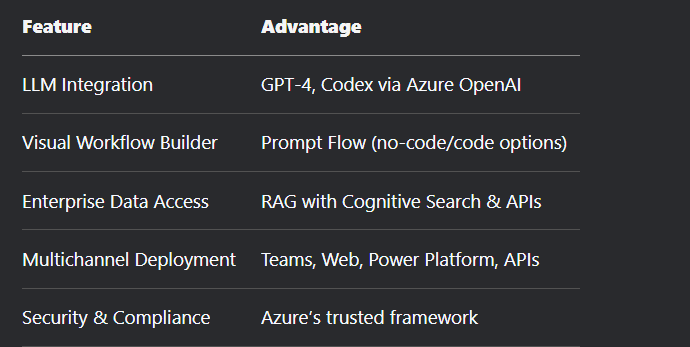 Feature Advantage
LLM Integration GPT-4, Codex via Azure OpenAI
Visual Workflow Builder Prompt Flow (no-code/code options)
Enterprise Data Access RAG with Cognitive Search & APIs
Multichannel Deployment Teams, Web, Power Platform, APIs
Security & Compliance Azure’s trusted framework